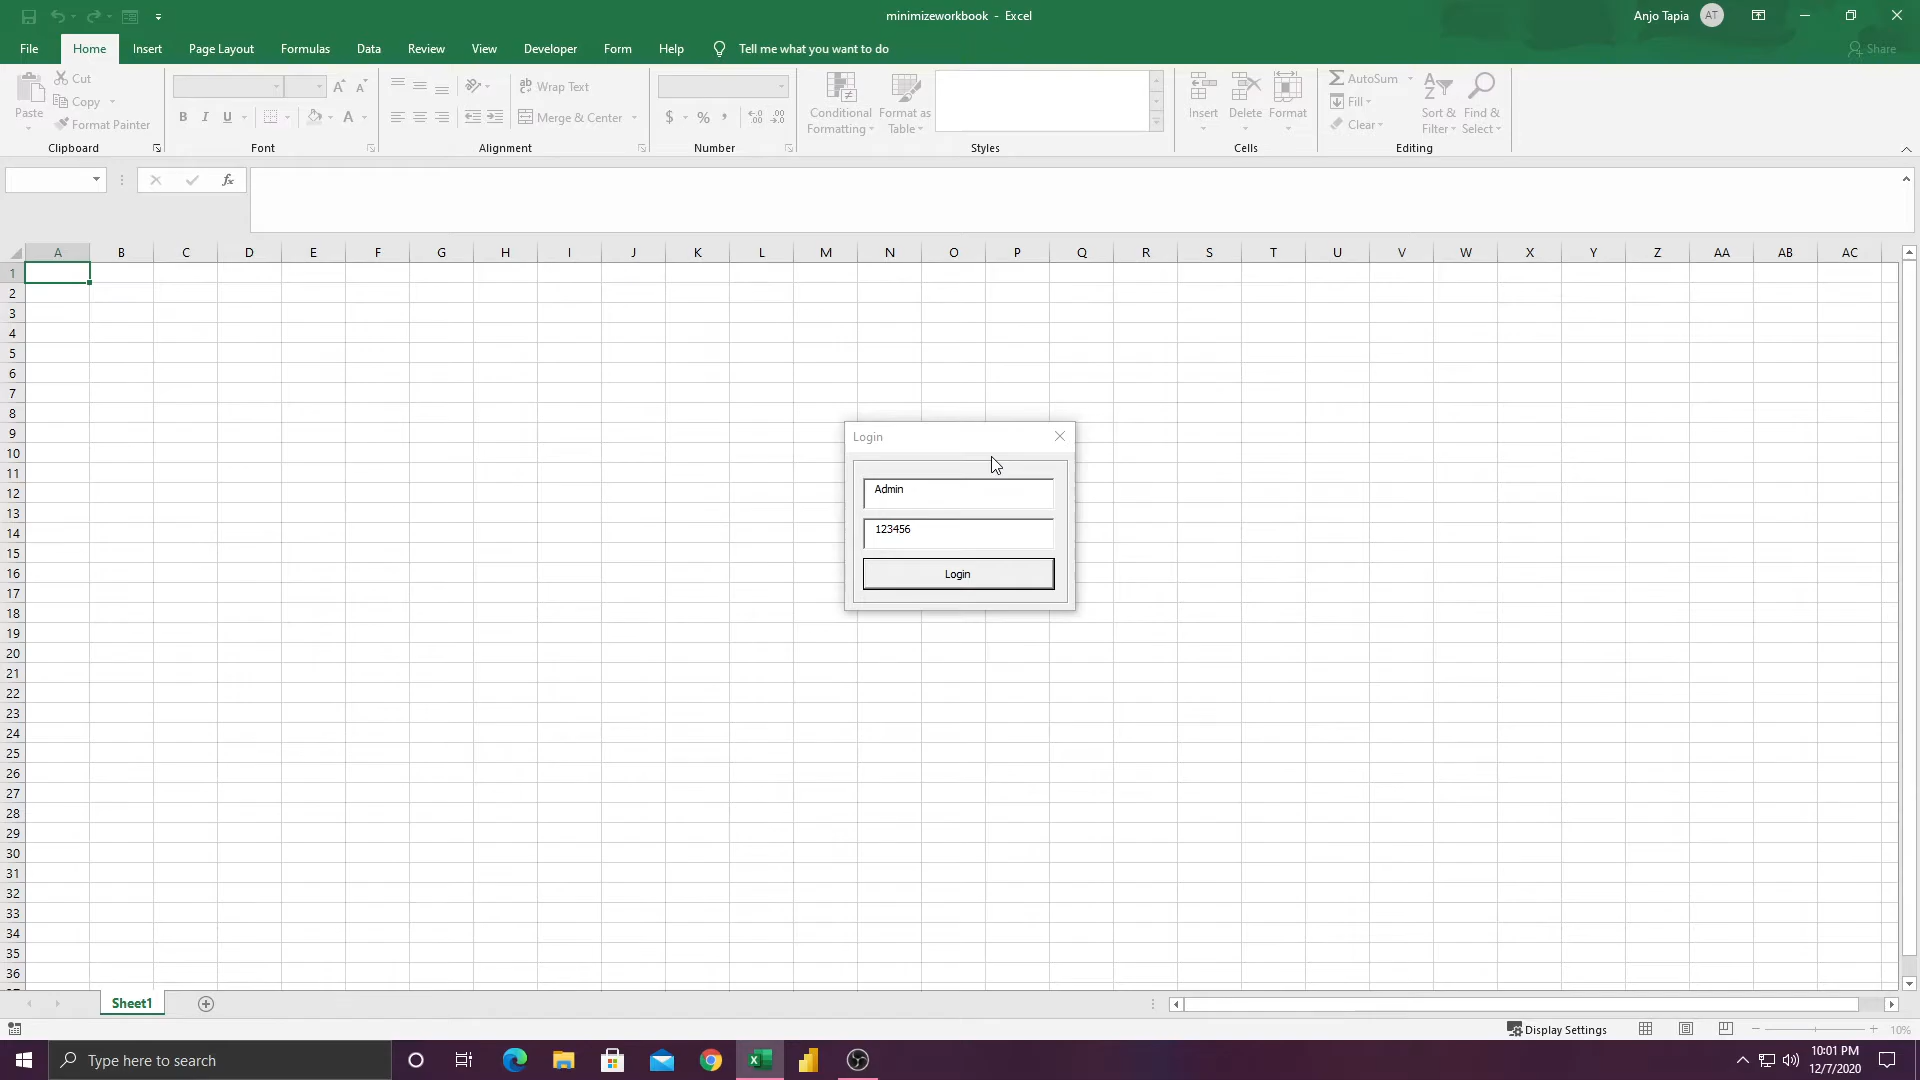 minimizeworkbook - Excel
Anjo Tapia AT
File Home Insert Page Layout Formulas Data Review View Developer Form Help Tell me what you want to do Share
Cut
Copy
Format Painter
Paste
Clipboard
B I U A A A
Font
Wrap Text
Merge & Center
Alignment
$ % ,
Number
Conditional Formatting
Format as Table
Styles
Insert Delete Format
Cells
AutoSum
Fill
Clear
Sort & Filter
Find & Select
Editing
fx
A B C D E F G H I J K L M N O P Q R S T U V W X Y Z AA AB AC
1
2
3
4
5
6
7
8
9
10
11
12
13
14
15
16
17
18
19
20
21
22
23
24
25
26
27
28
29
30
31
32
33
34
35
36
Login
Admin
123456
Login
Sheet1
Display Settings
10%
Type here to search
10:01 PM
12/7/2020